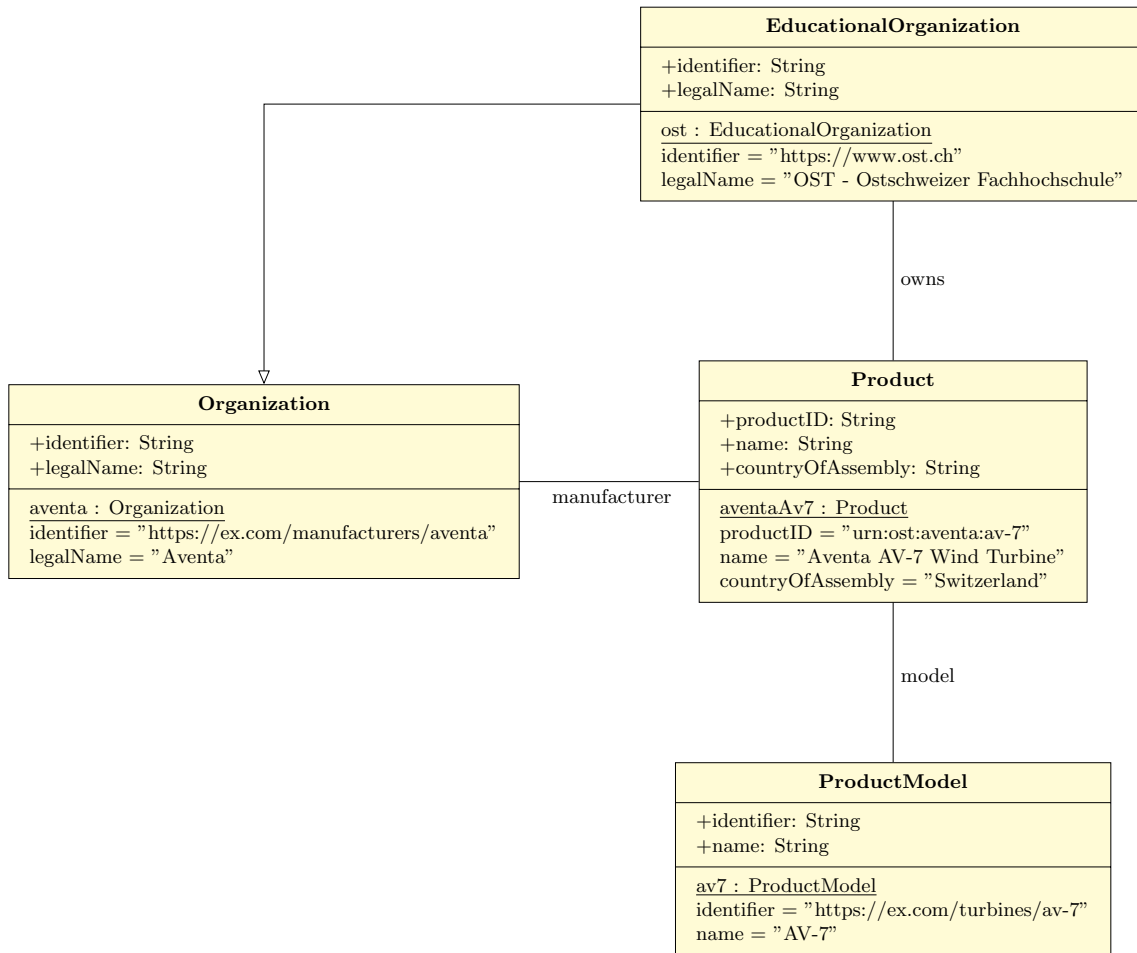 EducationalOrganization
+identifier: String
+legalName: String
ost : EducationalOrganization
identifier = ”https://www.ost.ch”
legalName = ”OST - Ostschweizer Fachhochschule”
owns
Organization
+identifier: String
+legalName: String
aventa : Organization
identifier = ”https://ex.com/manufacturers/aventa”
legalName = ”Aventa”
manufacturer
Product
+productID: String
+name: String
+countryOfAssembly: String
aventaAv7 : Product
productID = ”urn:ost:aventa:av-7”
name = ”Aventa AV-7 Wind Turbine”
countryOfAssembly = ”Switzerland”
model
ProductModel
+identifier: String
+name: String
av7 : ProductModel
identifier = ”https://ex.com/turbines/av-7”
name = ”AV-7”